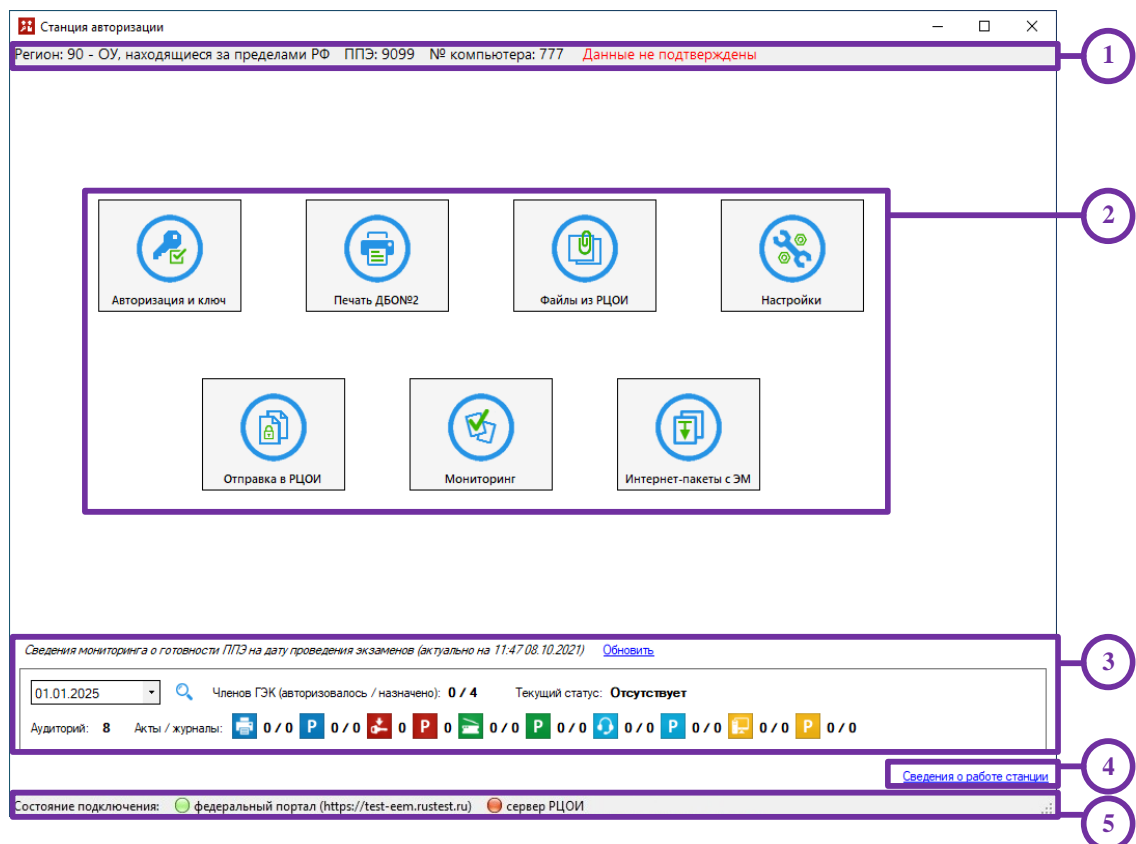 Станция авторизации
Регион: 90 - ОУ, находящиеся за пределами РФ ППЭ: 9099 № компьютера: 777 Данные не подтверждены
1
2
Авторизация и ключ
Печать ДБО№2
Файлы из РЦОИ
Настройки
Отправка в РЦОИ
Мониторинг
Интернет-пакеты с ЭМ
Сведения мониторинга о готовности ППЭ на дату проведения экзаменов (актуально на 11:47 08.10.2021) Обновить
3
01.01.2025 Членов ГЭК (авторизовалось / назначено): 0 / 4 Текущий статус: Отсутствует
Аудиторий: 8 Акты / журналы: 0 / 0 P 0 / 0 0 P 0 0 / 0 P 0 / 0 0 / 0 P 0 / 0 0 / 0 P 0 / 0
Сведения о работе станции
4
Состояние подключения: федеральный портал (https://test-eem.rustest.ru) сервер РЦОИ
5